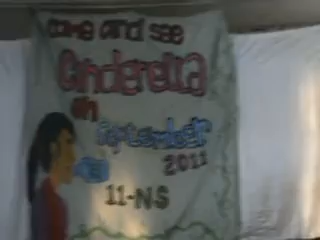 come and see
Cinderella
on
September
2011
11-NS